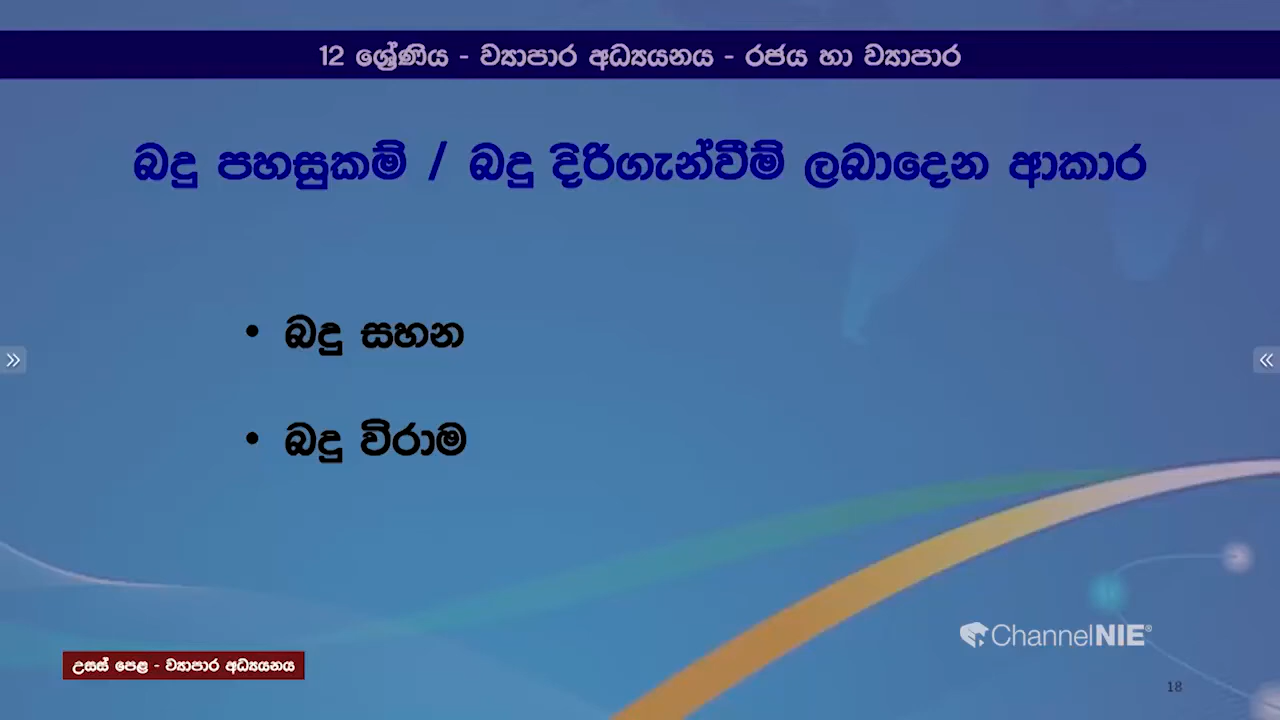 12 ශ්‍රේණිය - ව්‍යාපාර අධ්‍යයනය - රජය හා ව්‍යාපාර
බදු පහසුකම් / බදු දිරිගැන්වීම් ලබාදෙන ආකාර
• බදු සහන
• බදු විරාම
ChannelNIE®
උසස් පෙළ - ව්‍යාපාර අධ්‍යයනය
18